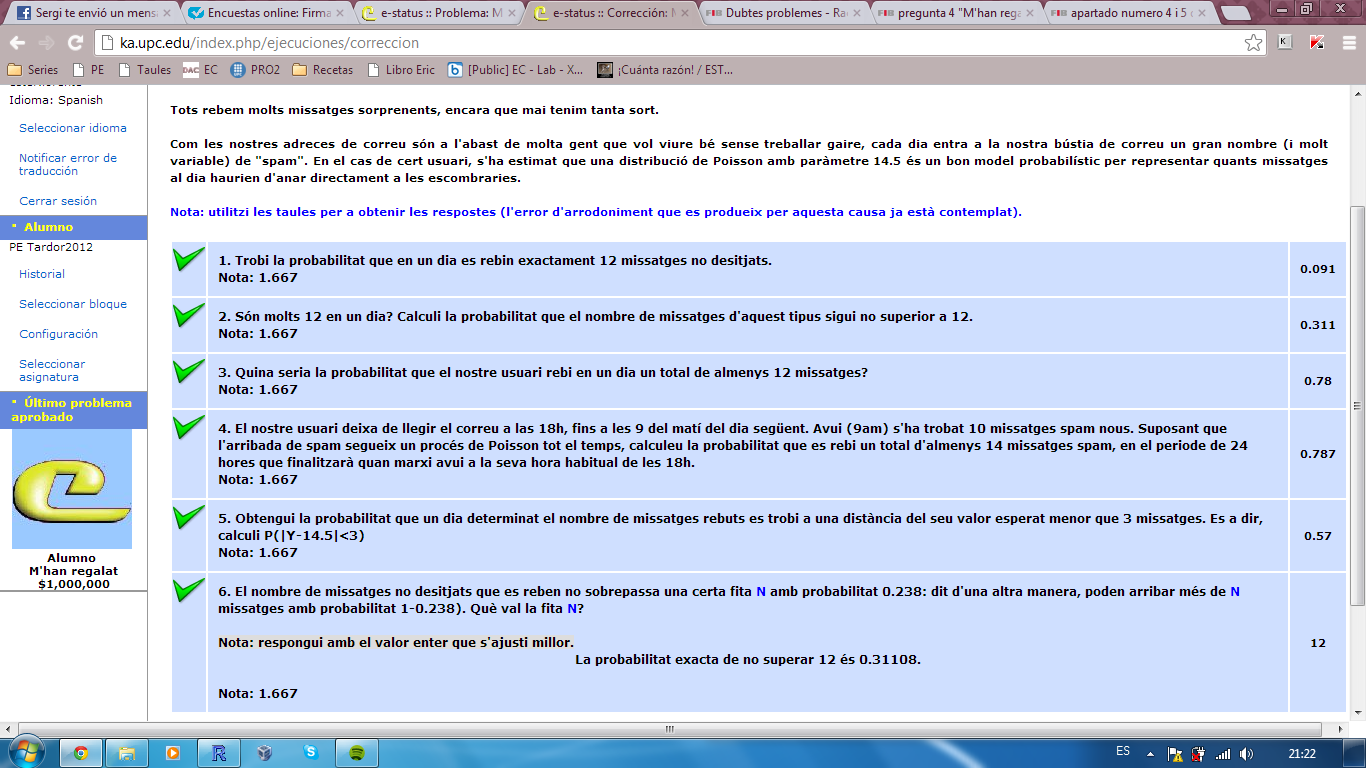 Sergi te envió un mens
Encuestas online: Firma
e-status :: Problema: M
e-status :: Corrección: M
Dubtes problemes - Ra
pregunta 4 "M'han rega
apartado numero 4 i 5
ka.upc.edu/index.php/ejecuciones/correccion
Series
PE
Taules
DAC EC
PRO2
Recetas
Libro Eric
[Public] EC - Lab - X...
¡Cuánta razón! / EST...
Idioma: Spanish
Seleccionar idioma
Notificar error de
traducción
Cerrar sesión
Alumno
PE Tardor2012
Historial
Seleccionar bloque
Configuración
Seleccionar
asignatura
Último problema
aprobado
Alumno
M'han regalat
$1,000,000
Tots rebem molts missatges sorprenents, encara que mai tenim tanta sort.
Com les nostres adreces de correu són a l'abast de molta gent que vol viure bé sense treballar gaire, cada dia entra a la nostra bústia de correu un gran nombre (i molt
variable) de "spam". En el cas de cert usuari, s'ha estimat que una distribució de Poisson amb paràmetre 14.5 és un bon model probabilístic per representar quants missatges
al dia haurien d'anar directament a les escombraries.
Nota: utilitzi les taules per a obtenir les respostes (l'error d'arrodoniment que es produeix per aquesta causa ja està contemplat).
1. Trobi la probabilitat que en un dia es rebin exactament 12 missatges no desitjats.
Nota: 1.667
0.091
2. Són molts 12 en un dia? Calculi la probabilitat que el nombre de missatges d'aquest tipus sigui no superior a 12.
Nota: 1.667
0.311
3. Quina seria la probabilitat que el nostre usuari rebi en un dia un total de almenys 12 missatges?
Nota: 1.667
0.78
4. El nostre usuari deixa de llegir el correu a las 18h, fins a les 9 del matí del dia següent. Avui (9am) s'ha trobat 10 missatges spam nous. Suposant que
l'arribada de spam segueix un procés de Poisson tot el temps, calculeu la probabilitat que es rebi un total d'almenys 14 missatges spam, en el periode de 24
hores que finalitzarà quan marxi avui a la seva hora habitual de les 18h.
Nota: 1.667
0.787
5. Obtengui la probabilitat que un dia determinat el nombre de missatges rebuts es trobi a una distància del seu valor esperat menor que 3 missatges. Es a dir,
calculi P(|Y-14.5|<3)
Nota: 1.667
0.57
6. El nombre de missatges no desitjats que es reben no sobrepassa una certa fita N amb probabilitat 0.238: dit d'una altra manera, poden arribar més de N
missatges amb probabilitat 1-0.238). Què val la fita N?
Nota: respongui amb el valor enter que s'ajusti millor.
La probabilitat exacta de no superar 12 és 0.31108.
Nota: 1.667
12
ES
21:22